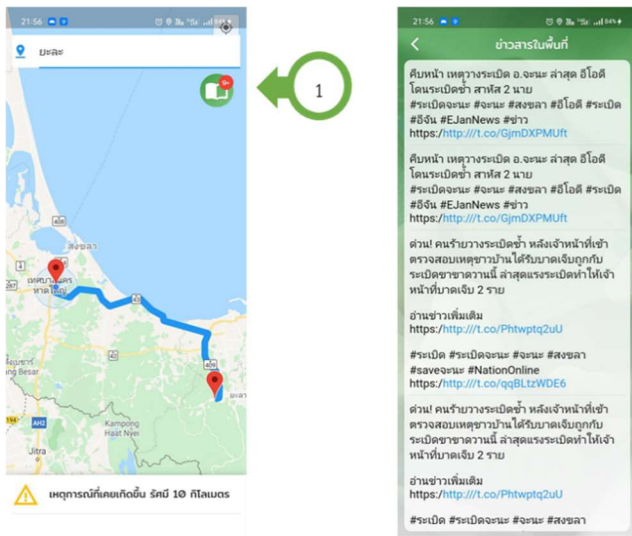 21:56
84%
ยะลา
9+
1
408
สงขลา
เทศบาลนคร
หาดใหญ่
43
42
409
ยะลา
ng Besar
194
AH2
Kampong
Haat Nyei
Jitra
เหตุการณ์ที่เคยเกิดขึ้น รัศมี 10 กิโลเมตร
21:56
84%
ข่าวสารในพื้นที่
คืบหน้า เหตุวางระเบิด อ.จะนะ ล่าสุด อีโอดี
โดนระเบิดซ้ำ สาหัส 2 นาย
#ระเบิดจะนะ #จะนะ #สงขลา #อีโอดี #ระเบิด
#อีจัน #EJanNews #ข่าว
https:/http:///t.co/GjmDXPMUft
คืบหน้า เหตุวางระเบิด อ.จะนะ ล่าสุด อีโอดี
โดนระเบิดซ้ำ สาหัส 2 นาย
#ระเบิดจะนะ #จะนะ #สงขลา #อีโอดี #ระเบิด
#อีจัน #EJanNews #ข่าว
https:/http:///t.co/GjmDXPMUft
ด่วน! คนร้ายวางระเบิดซ้ำ หลังเจ้าหน้าที่เข้า
ตรวจสอบเหตุชาวบ้านได้รับบาดเจ็บถูกกับ
ระเบิดขาขาดวานนี้ ล่าสุดแรงระเบิดทำให้เจ้า
หน้าที่บาดเจ็บ 2 ราย
อ่านข่าวเพิ่มเติม
https:/http:///t.co/Phtwptq2uU
#ระเบิด #ระเบิดจะนะ #จะนะ #สงขลา
#saveจะนะ #NationOnline
https:/http:///t.co/qqBLtzWDE6
ด่วน! คนร้ายวางระเบิดซ้ำ หลังเจ้าหน้าที่เข้า
ตรวจสอบเหตุชาวบ้านได้รับบาดเจ็บถูกกับ
ระเบิดขาขาดวานนี้ ล่าสุดแรงระเบิดทำให้เจ้า
หน้าที่บาดเจ็บ 2 ราย
อ่านข่าวเพิ่มเติม
https:/http:///t.co/Phtwptq2uU
#ระเบิด #ระเบิดจะนะ #จะนะ #สงขลา